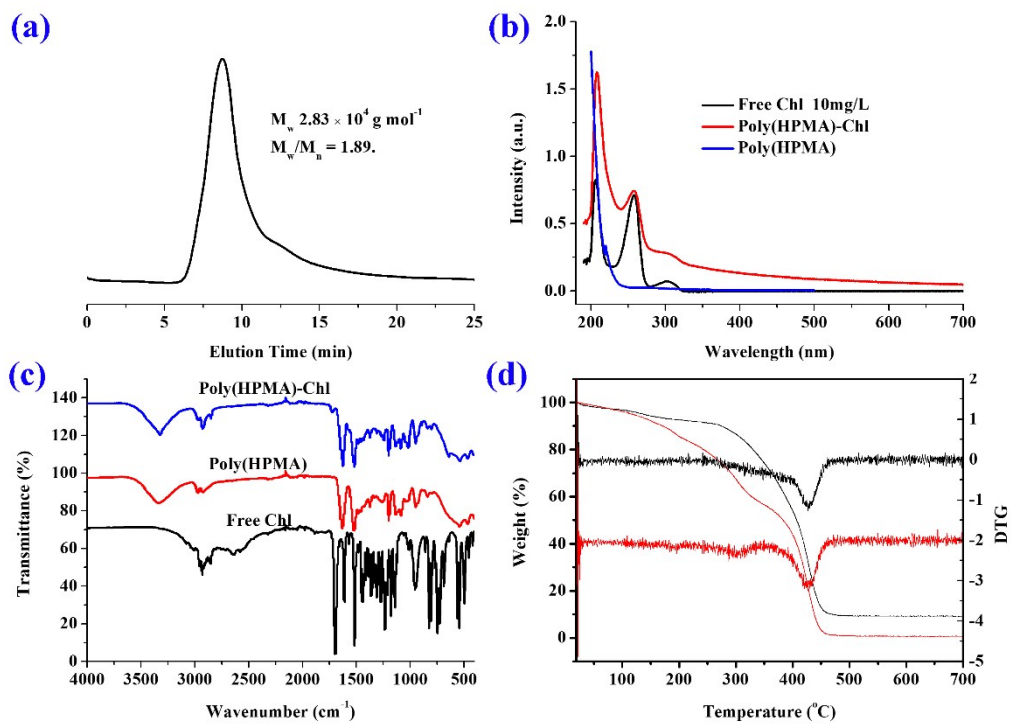 (a)
M_w 2.83 × 10⁴ g mol⁻¹
M_w/M_n = 1.89.
0 5 10 15 20 25
Elution Time (min)
(b)
2.0
1.5
1.0
0.5
0.0
Intensity (a.u.)
Free Chl 10mg/L
Poly(HPMA)-Chl
Poly(HPMA)
200 300 400 500 600 700
Wavelength (nm)
(c)
140
120
100
80
60
40
20
0
Transmittance (%)
Poly(HPMA)-Chl
Poly(HPMA)
Free Chl
4000 3500 3000 2500 2000 1500 1000 500
Wavenumber (cm⁻¹)
(d)
100
80
60
40
20
0
Weight (%)
2
1
0
-1
-2
-3
-4
-5
DTG
100 200 300 400 500 600 700
Temperature (°C)